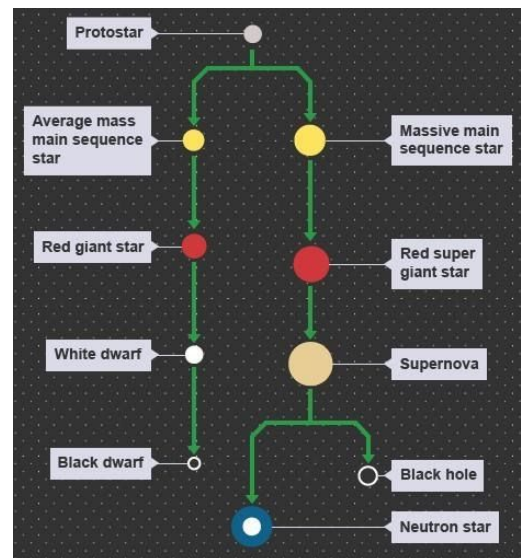 Protostar
Average mass
main sequence
star
Massive main
sequence star
Red giant star
Red super
giant star
White dwarf
Supernova
Black dwarf
Black hole
Neutron star